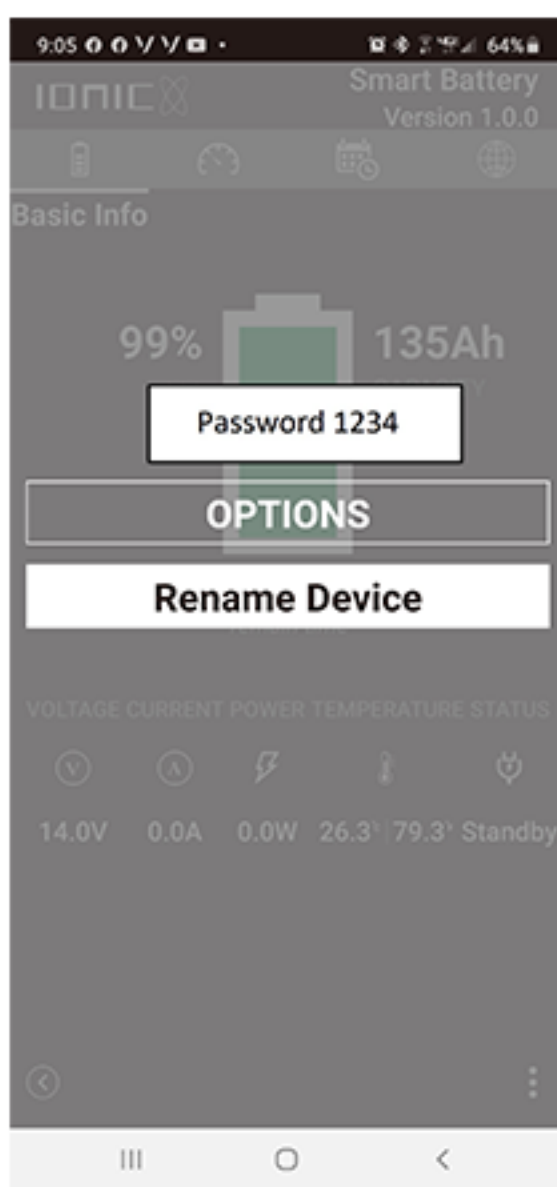 9:05 64%
IONIC Smart Battery
Version 1.0.0
Basic Info
99% 135Ah
Password 1234
OPTIONS
Rename Device
VOLTAGE CURRENT POWER TEMPERATURE STATUS
V A
14.0V 0.0A 0.0W 26.3° 79.3° Standby